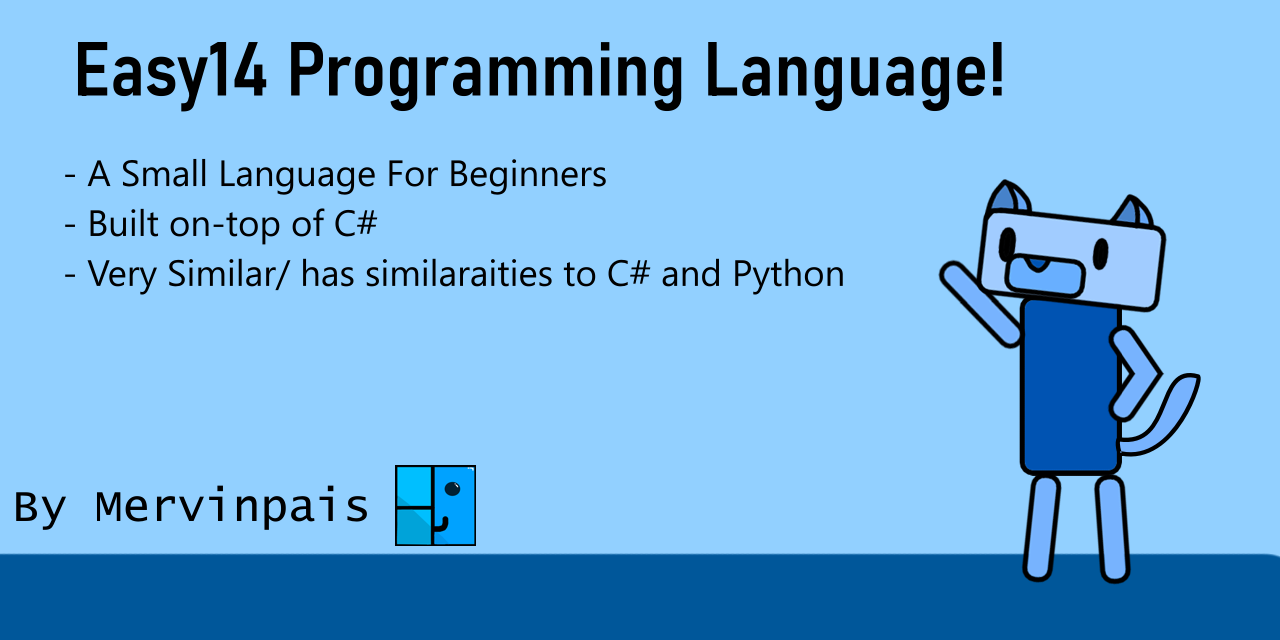 Easy14 Programming Language!
- A Small Language For Beginners
- Built on-top of C#
- Very Similar/ has similaraities to C# and Python
By Mervinpais